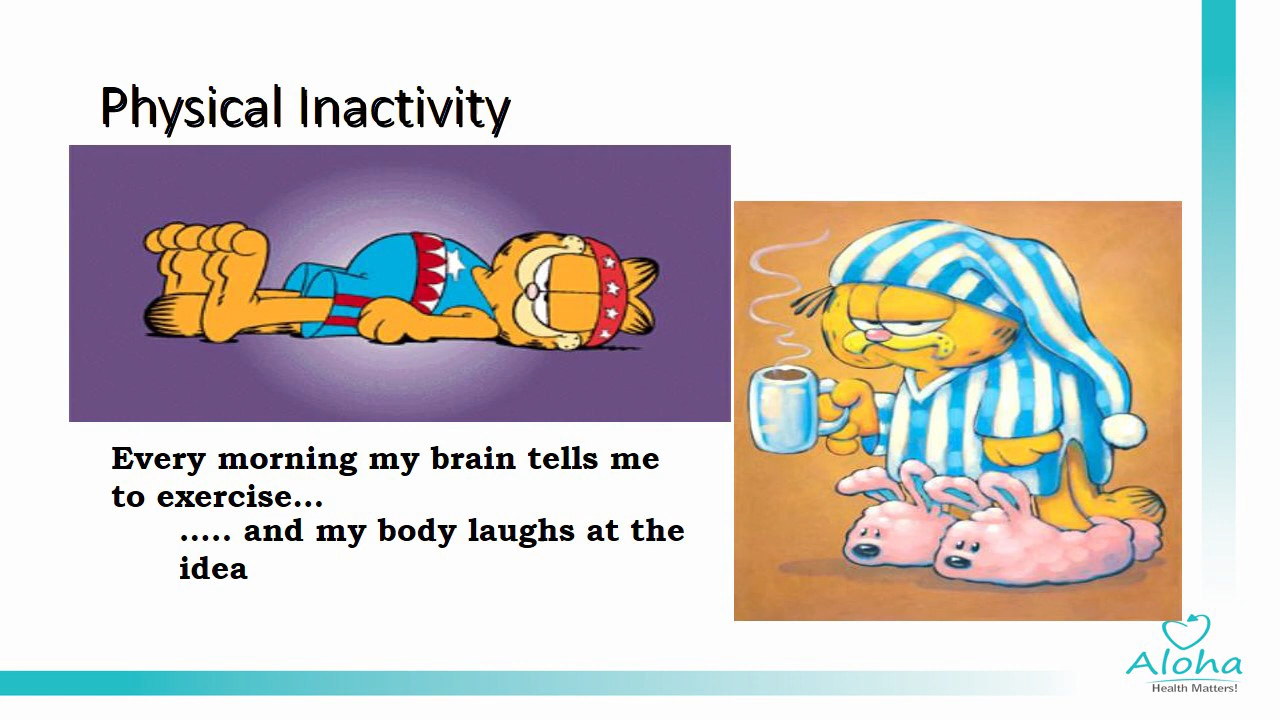 Physical Inactivity
Every morning my brain tells me
to exercise...
..... and my body laughs at the
idea
Aloha
Health Matters!